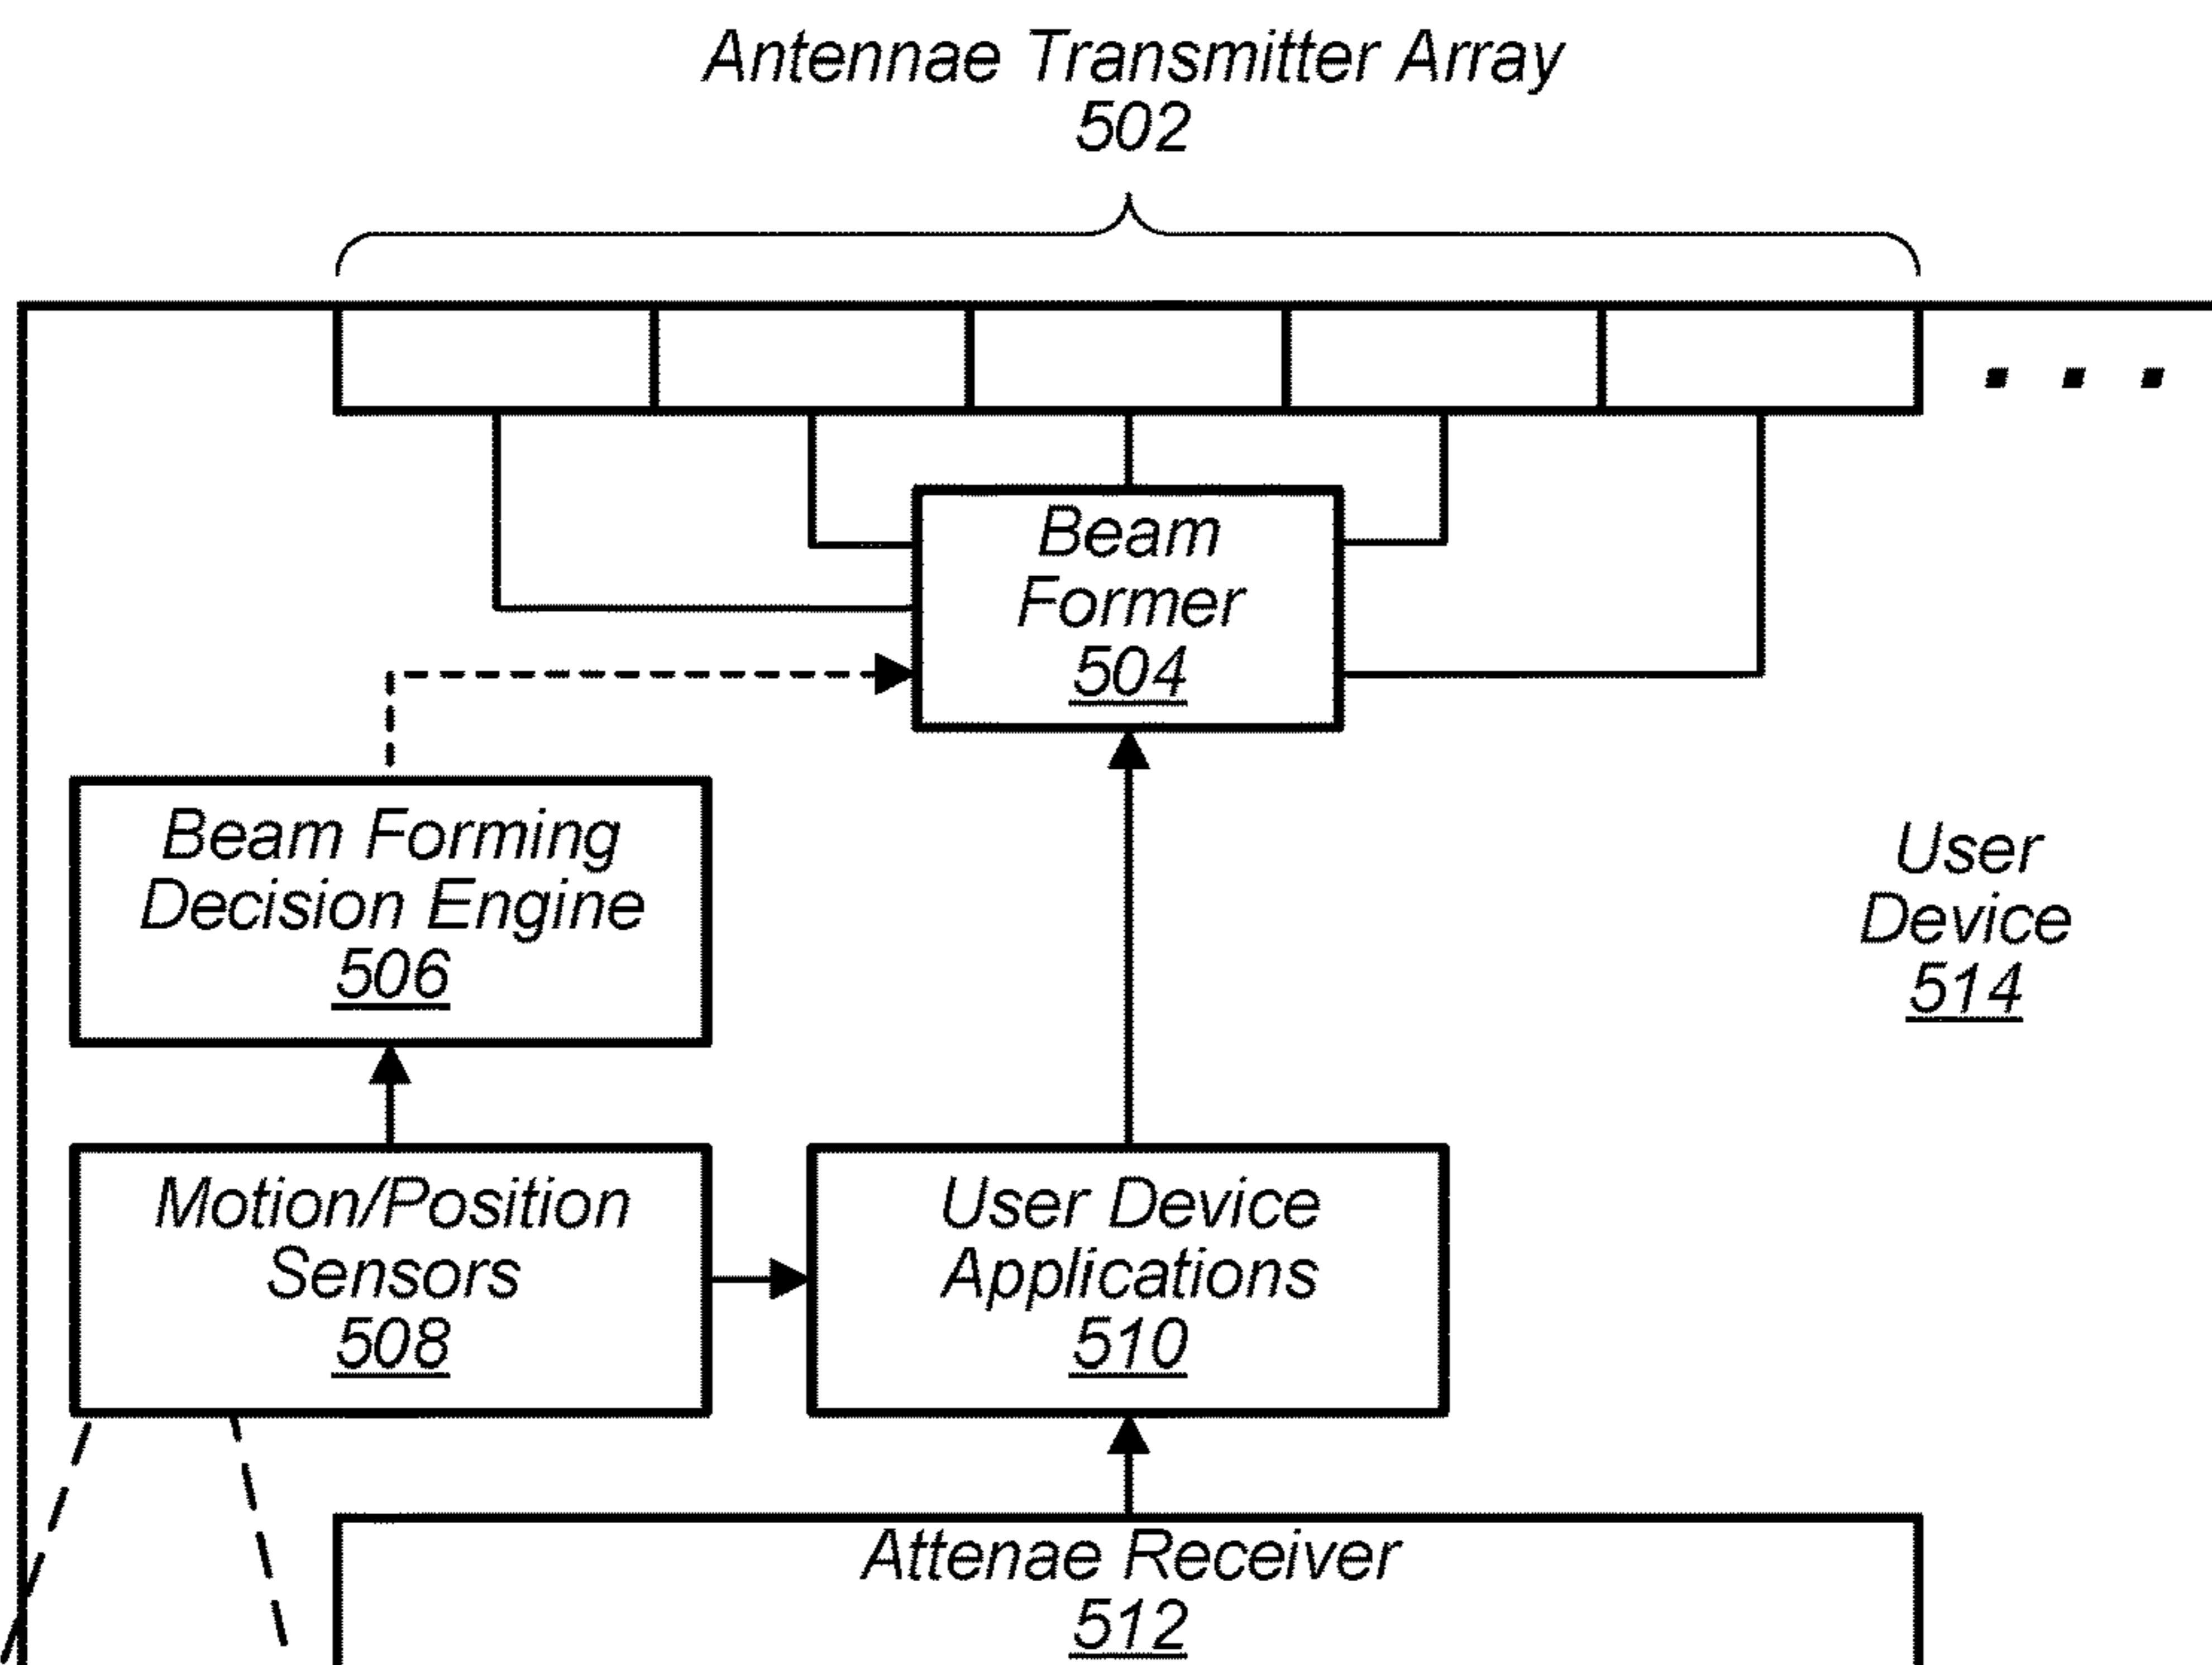 Antennae Transmitter Array
502
Beam
Former
504
Beam Forming
Decision Engine
506
User
Device
514
Motion/Position
Sensors
508
User Device
Applications
510
Attenae Receiver
512